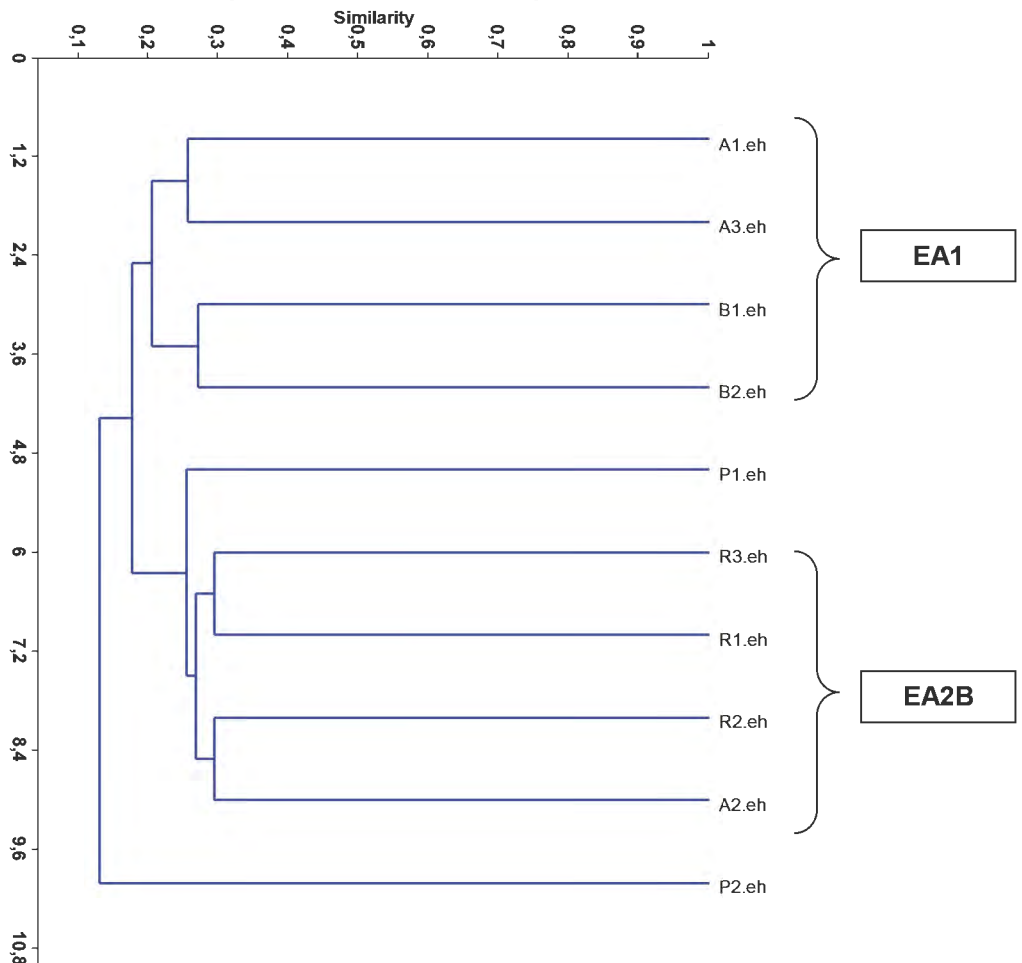 Similarity
0,1
0,2
0,3
0,4
0,5
0,6
0,7
0,8
0,9
1
0
1,2
2,4
3,6
4,8
6
7,2
8,4
9,6
10,8
A1.eh
A3.eh
B1.eh
B2.eh
P1.eh
R3.eh
R1.eh
R2.eh
A2.eh
P2.eh
EA1
EA2B